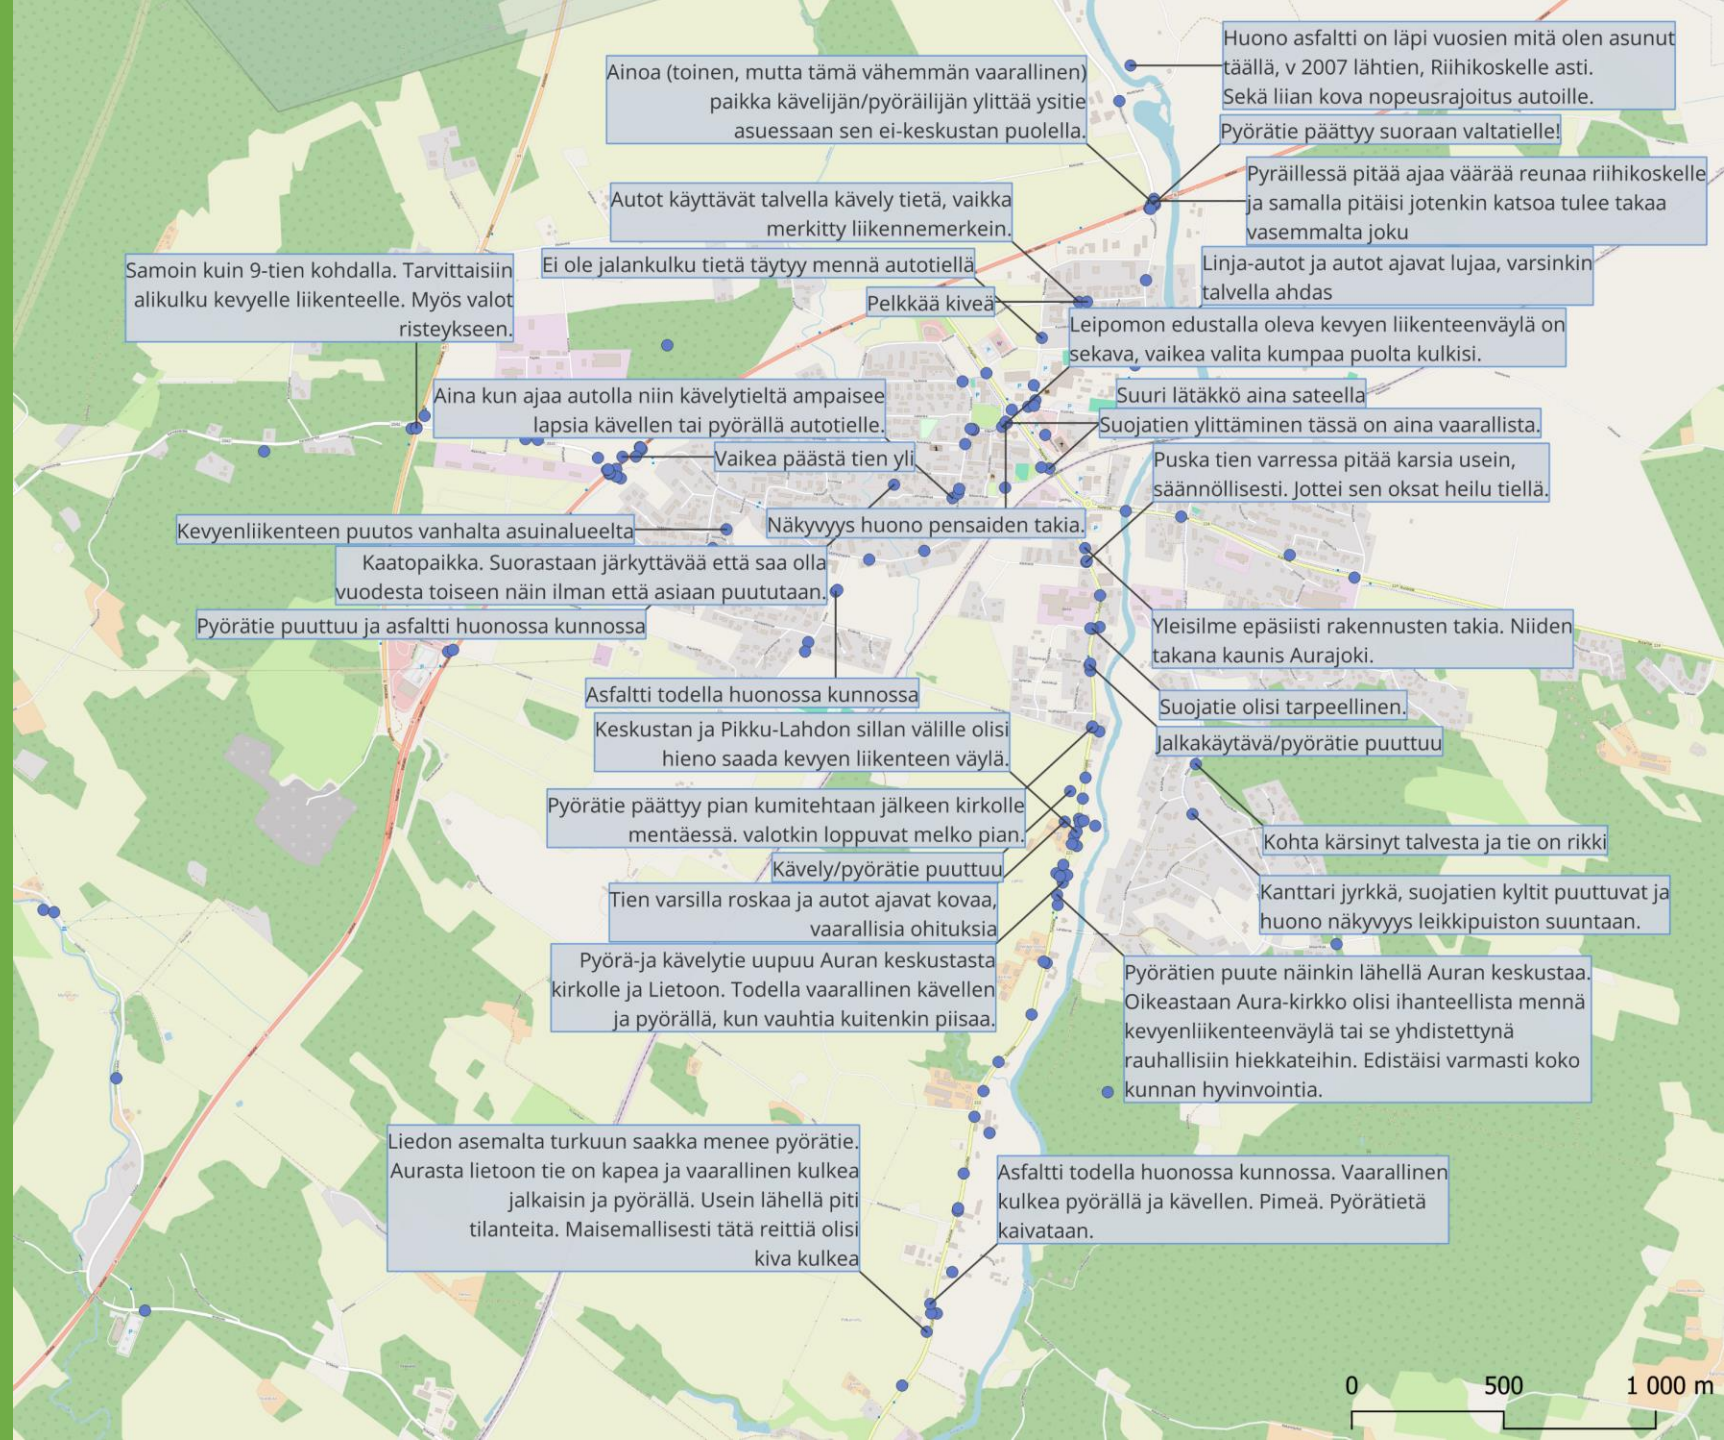 Huono asfaltti on läpi vuosien mitä olen asunut
täällä, v 2007 lähtien, Riihikoskelle asti.
Sekä liian kova nopeusrajoitus autoille.
Ainoa (toinen, mutta tämä vähemmän vaarallinen)
paikka kävelijän/pyöräilijän ylittää ysitie
asuessaan sen ei-keskustan puolella.
Pyörätie päättyy suoraan valtatielle!
Pyräillessä pitää ajaa väärää reunaa riihikoskelle
ja samalla pitäisi jotenkin katsoa tulee takaa
vasemmalta joku
Autot käyttävät talvella kävely tietä, vaikka
merkitty liikennemerkein.
Ei ole jalankulku tietä täytyy mennä autotiellä
Linja-autot ja autot ajavat lujaa, varsinkin
talvella ahdas
Samoin kuin 9-tien kohdalla. Tarvittaisiin
alikulku kevyelle liikenteelle. Myös valot
risteykseen.
Pelkkää kiveä
Leipomon edustalla oleva kevyen liikenteenväylä on
sekava, vaikea valita kumpaa puolta kulkisi.
Aina kun ajaa autolla niin kävelytieltä ampaisee
lapsia kävellen tai pyörällä autotielle.
Suuri lätäkkö aina sateella
Suojatien ylittäminen tässä on aina vaarallista.
Vaikea päästä tien yli
Puska tien varressa pitää karsia usein,
säännöllisesti. Jottei sen oksat heilu tiellä.
Kevyenliikenteen puutos vanhalta asuinalueelta
Näkyvyys huono pensaiden takia.
Kaatopaikka. Suorastaan järkyttävää että saa olla
vuodesta toiseen näin ilman että asiaan puututaan.
Pyörätie puuttuu ja asfaltti huonossa kunnossa
Yleisilme epäsiisti rakennusten takia. Niiden
takana kaunis Aurajoki.
Asfaltti todella huonossa kunnossa
Suojatie olisi tarpeellinen.
Keskustan ja Pikku-Lahdon sillan välille olisi
hieno saada kevyen liikenteen väylä.
Jalkakäytävä/pyörätie puuttuu
Pyörätie päättyy pian kumitehtaan jälkeen kirkolle
mentäessä. valotkin loppuvat melko pian.
Kohta kärsinyt talvesta ja tie on rikki
Kävely/pyörätie puuttuu
Kanttari jyrkkä, suojatien kyltit puuttuvat ja
huono näkyvyys leikkipuiston suuntaan.
Tien varsilla roskaa ja autot ajavat kovaa,
vaarallisia ohituksia
Pyörä-ja kävelytie uupuu Auran keskustasta
kirkolle ja Lietoon. Todella vaarallinen kävellen
ja pyörällä, kun vauhtia kuitenkin piisaa.
Pyörätien puute näinkin lähellä Auran keskustaa.
Oikeastaan Aura-kirkko olisi ihanteellista mennä
kevyenliikenteenväylä tai se yhdistettynä
rauhallisiin hiekkateihin. Edistäisi varmasti koko
kunnan hyvinvointia.
Liedon asemalta turkuun saakka menee pyörätie.
Aurasta lietoon tie on kapea ja vaarallinen kulkea
jalkaisin ja pyörällä. Usein lähellä piti
tilanteita. Maisemallisesti tätä reittiä olisi
kiva kulkea
Asfaltti todella huonossa kunnossa. Vaarallinen
kulkea pyörällä ja kävellen. Pimeä. Pyörätietä
kaivataan.
0 500 1 000 m